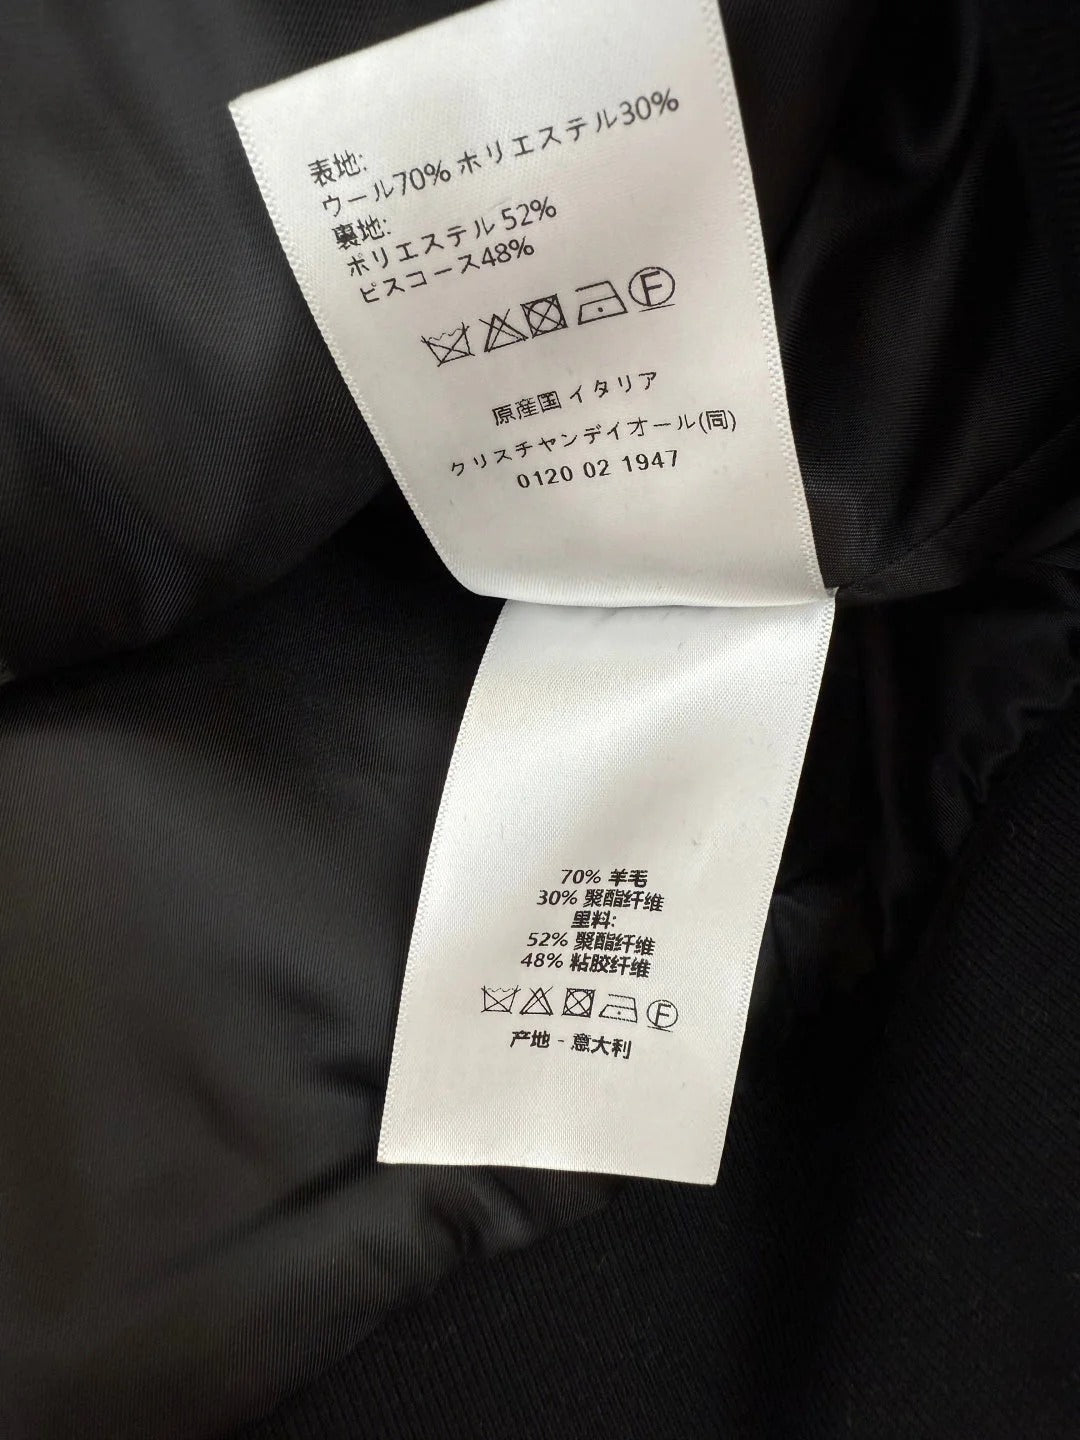 表地:
ウール70% ポリエステル30%
裏地:
ポリエステル 52%
ビスコース48%
F
原産国 イタリア
クリスチャンディオール(同)
0120 02 1947
70% 羊毛
30% 聚酯纤维
里料:
52% 聚酯纤维
48% 粘胶纤维
F
产地 - 意大利